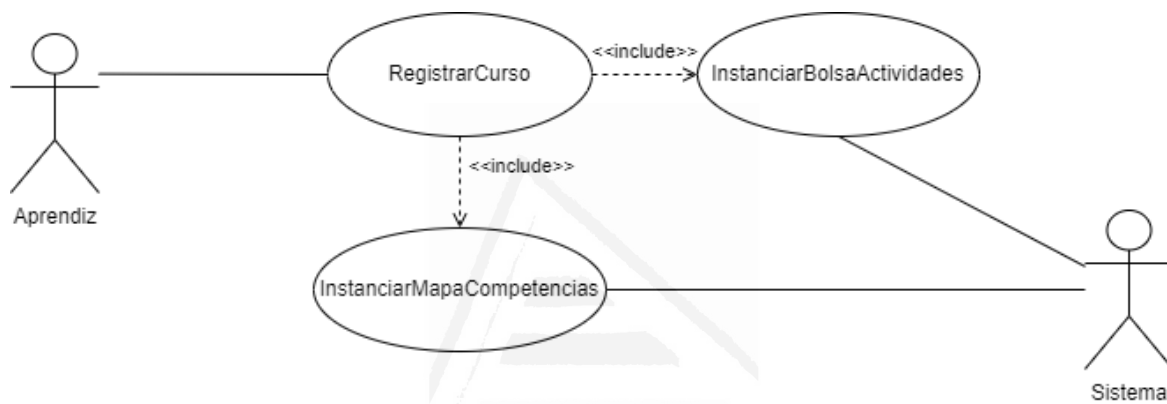 <<include>>
RegistrarCurso
InstanciarBolsaActividades
<<include>>
Aprendiz
InstanciarMapaCompetencias
Sistema